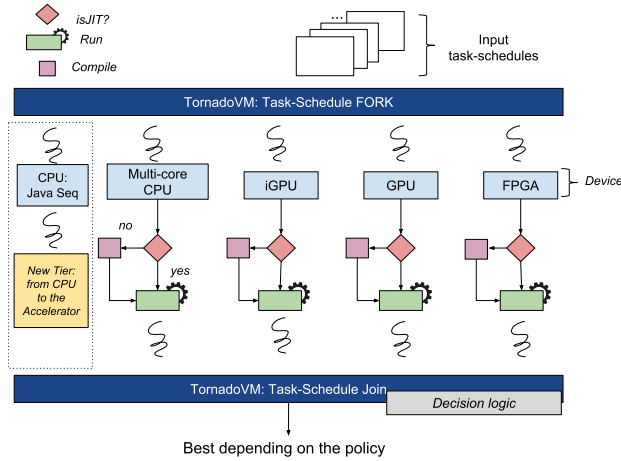 isJIT?
Run
Compile
...
Input
task-schedules
TornadoVM: Task-Schedule FORK
CPU:
Java Seq
Multi-core
CPU
iGPU
GPU
FPGA
Device
no
yes
New Tier:
from CPU
to the
Accelerator
TornadoVM: Task-Schedule Join
Decision logic
Best depending on the policy